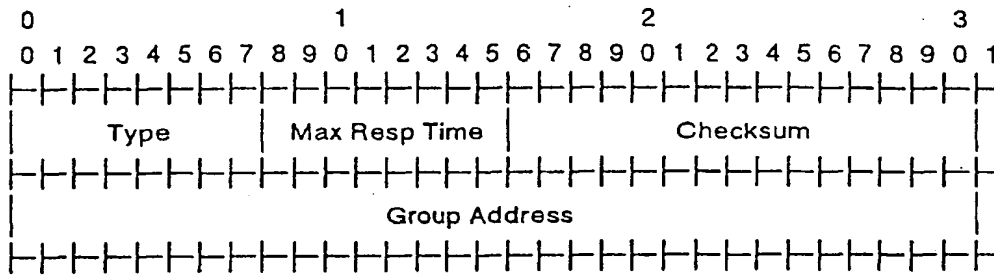 0 1 2 3
0 1 2 3 4 5 6 7 8 9 0 1 2 3 4 5 6 7 8 9 0 1 2 3 4 5 6 7 8 9 0 1
Type Max Resp Time Checksum
Group Address